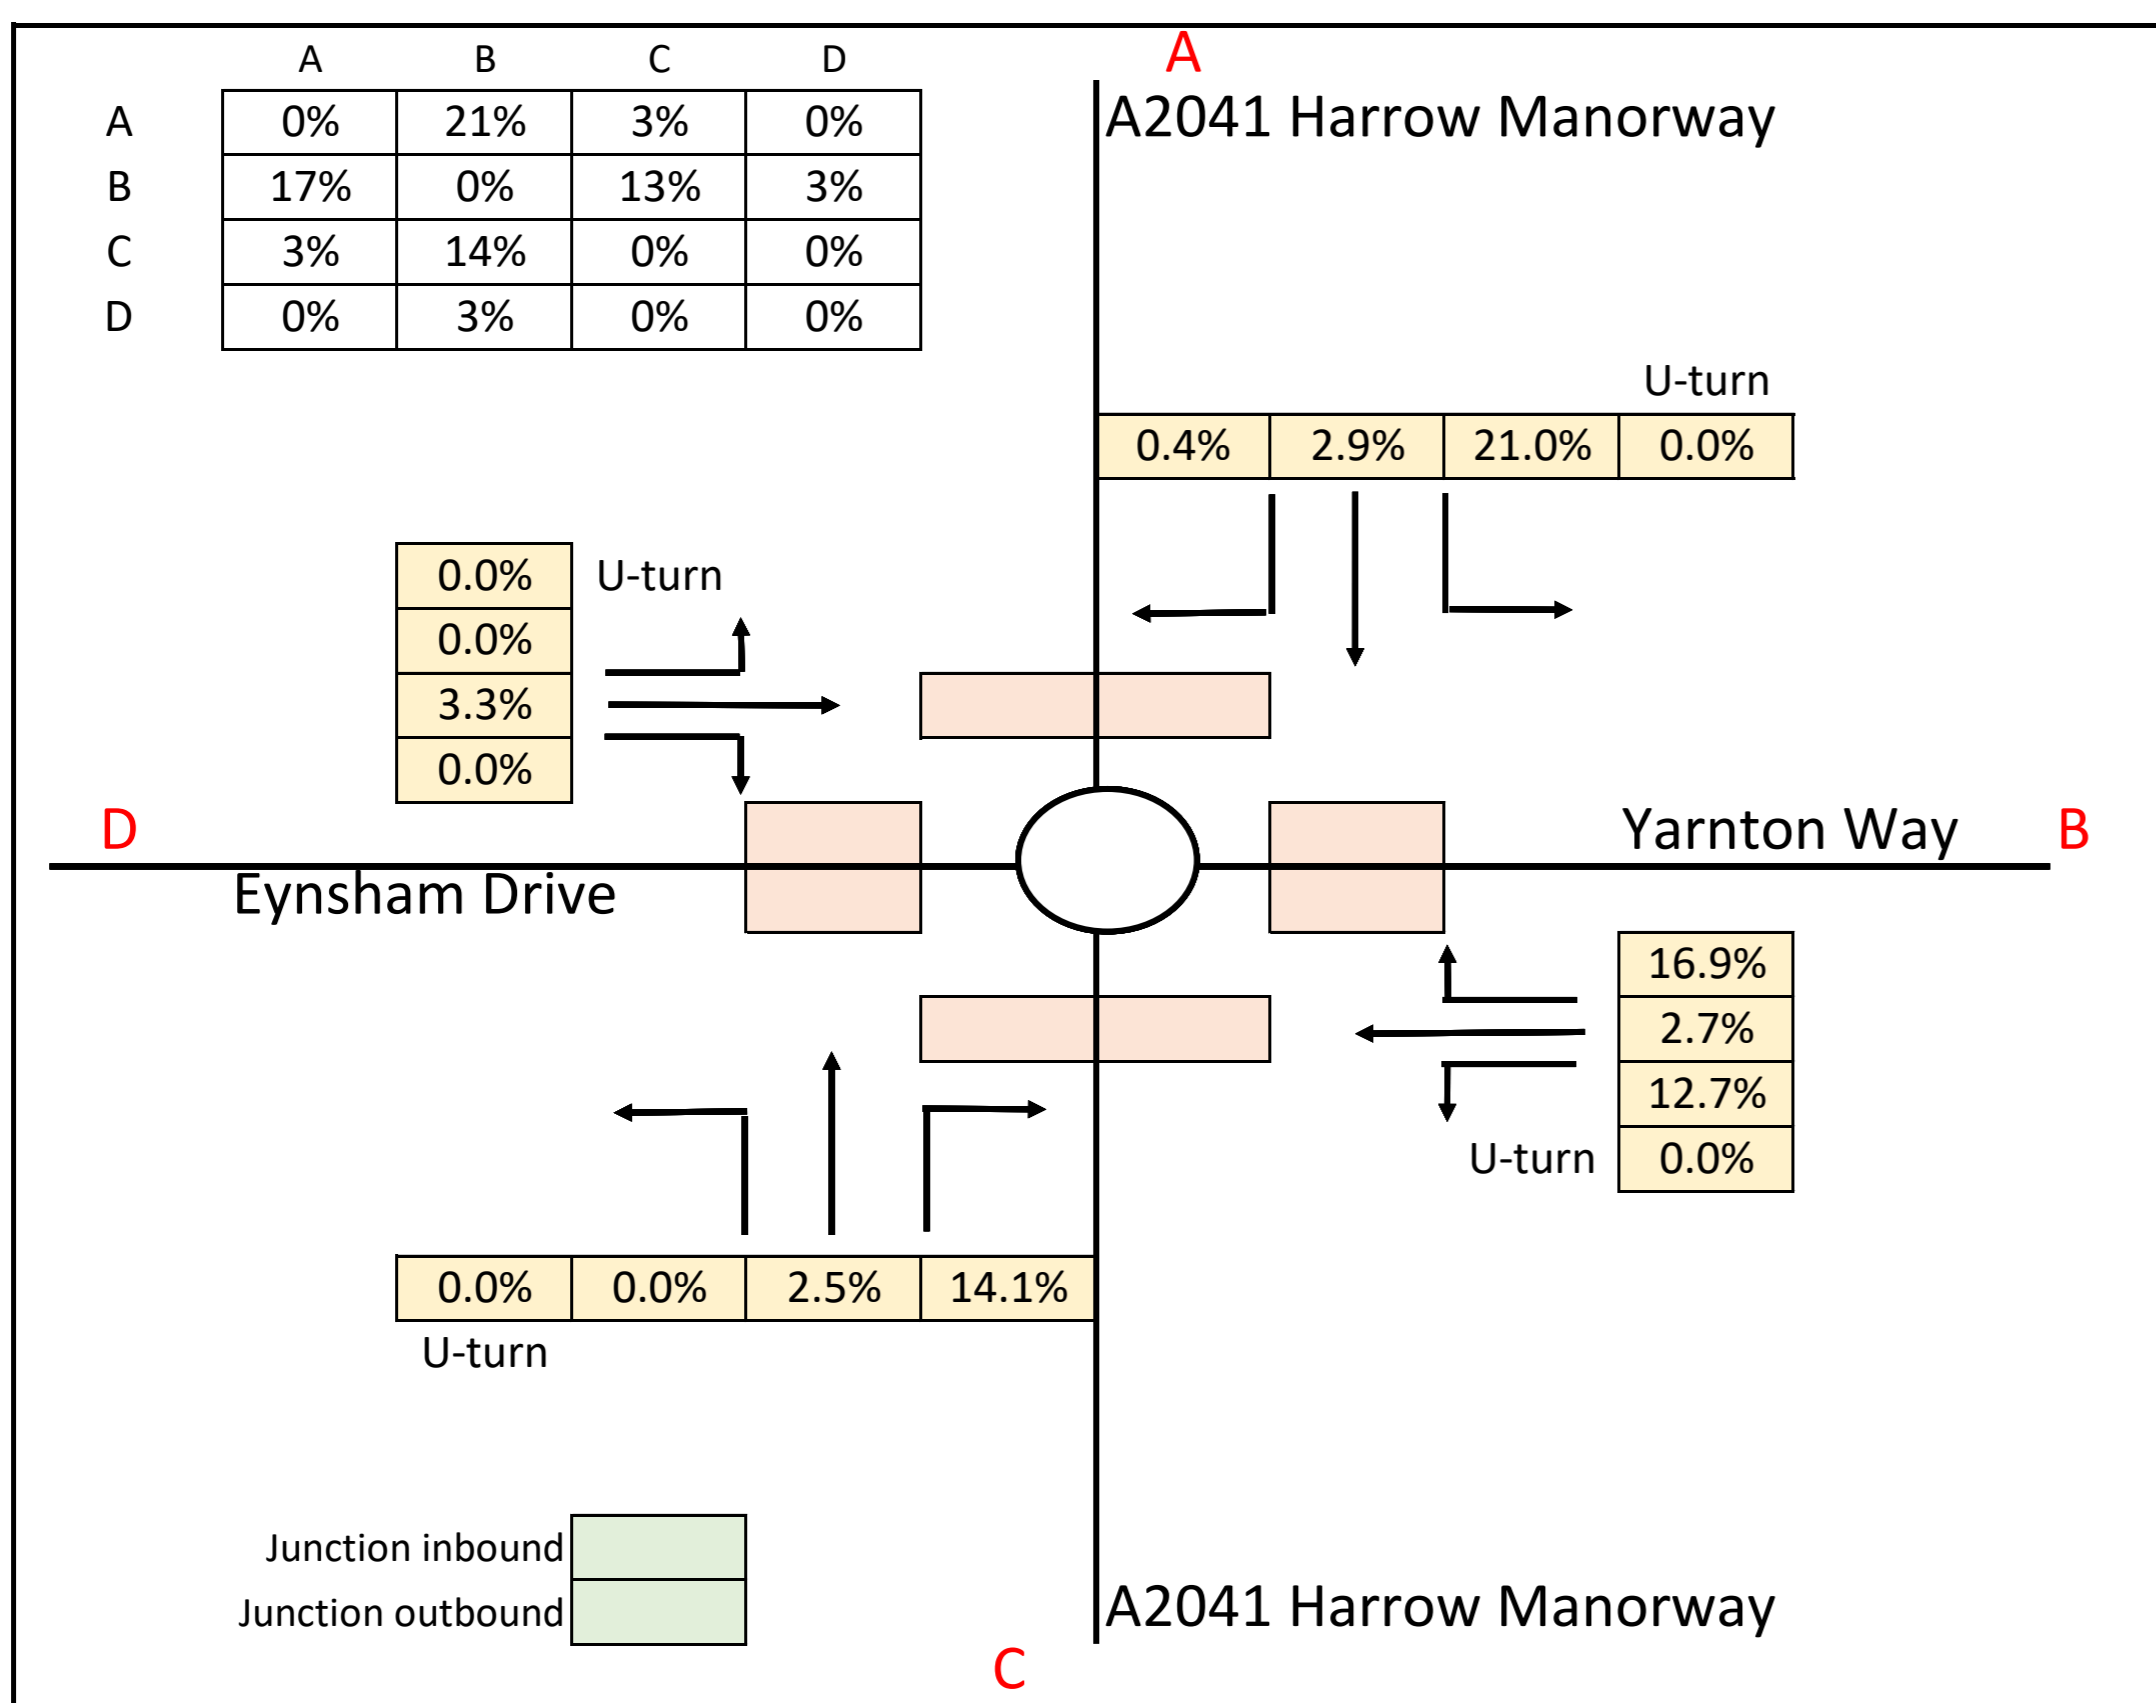 A
A B C D
A2041 Harrow Manorway
A 0% 21% 3% 0%
B 17% 0% 13% 3%
C 3% 14% 0% 0%
D 0% 3% 0% 0%
U-turn
0.4% 2.9% 21.0% 0.0%
0.0% U-turn
0.0%
3.3%
0.0%
D
Yarnton Way B
Eynsham Drive
16.9%
2.7%
12.7%
U-turn 0.0%
0.0% 0.0% 2.5% 14.1%
U-turn
Junction inbound
Junction outbound
A2041 Harrow Manorway
C